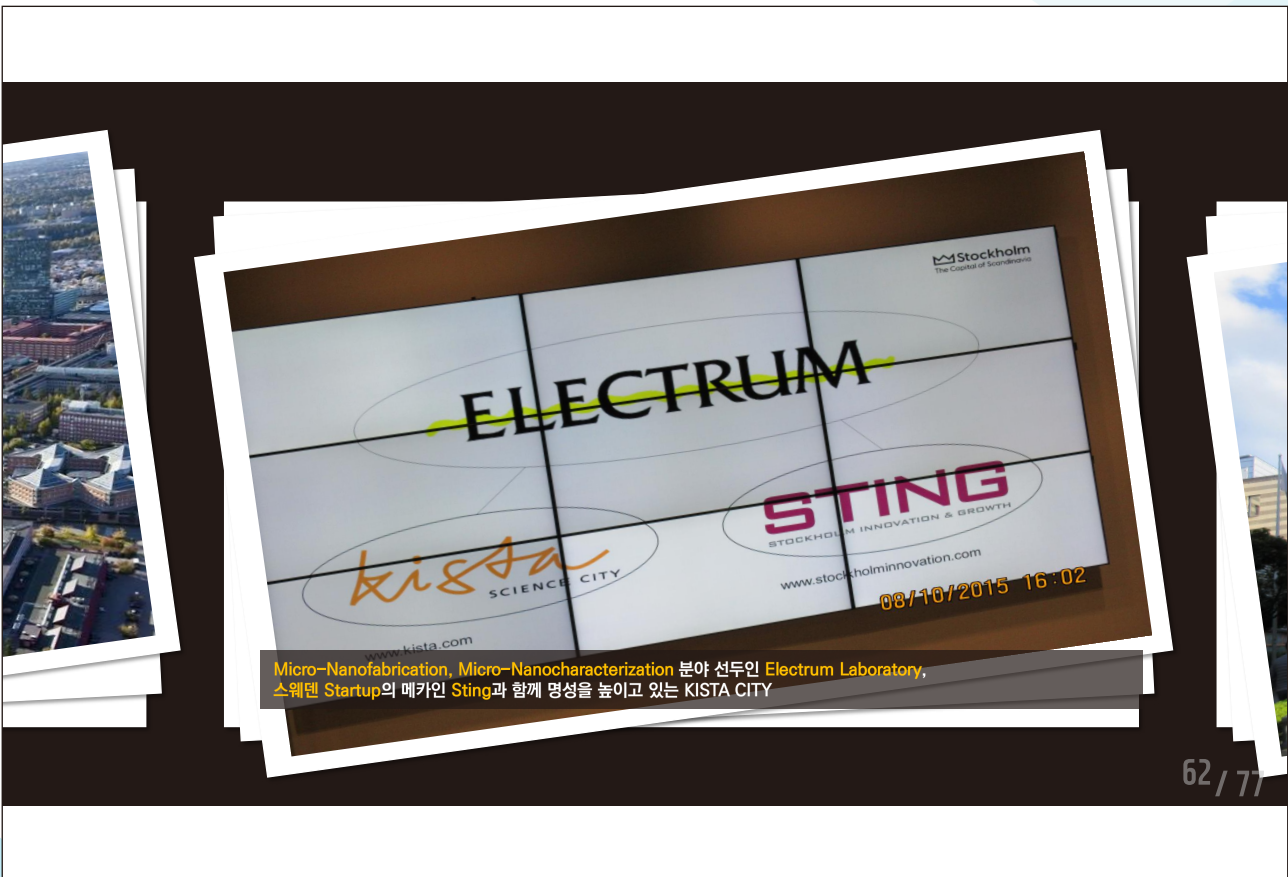 Stockholm
The Capital of Scandinavia
ELECTRUM
STING
STOCKHOLM INNOVATION & GROWTH
www.stockholminnovation.com
kista
SCIENCE CITY
www.kista.com
08/10/2015 16:02
Micro-Nanofabrication, Micro-Nanocharacterization 분야 선두인 Electrum Laboratory,
스웨덴 Startup의 메카인 Sting과 함께 명성을 높이고 있는 KISTA CITY
62 / 77